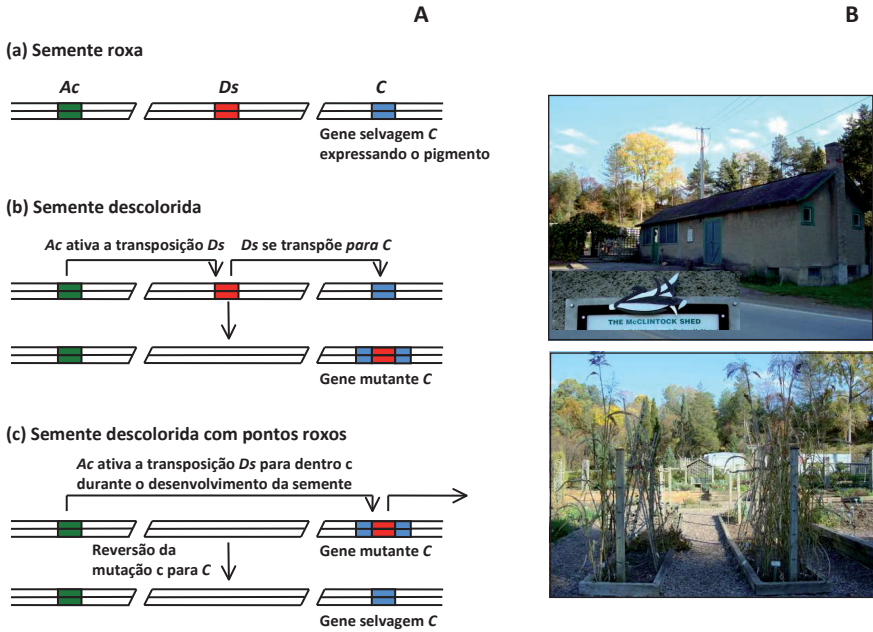 A
B
(a) Semente roxa
Ac
Ds
C
Gene selvagem C
expressando o pigmento
(b) Semente descolorida
Ac ativa a transposição Ds
Ds se transpõe para C
Gene mutante C
(c) Semente descolorida com pontos roxos
Ac ativa a transposição Ds para dentro c
durante o desenvolvimento da semente
Gene mutante C
Reversão da
mutação c para C
Gene selvagem C
THE McCLINTOCK SHED